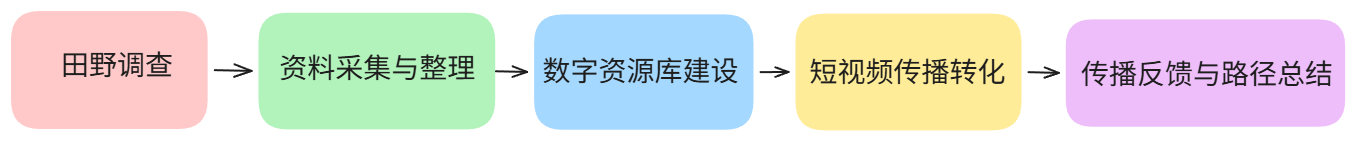 田野调查
资料采集与整理
数字资源库建设
短视频传播转化
传播反馈与路径总结